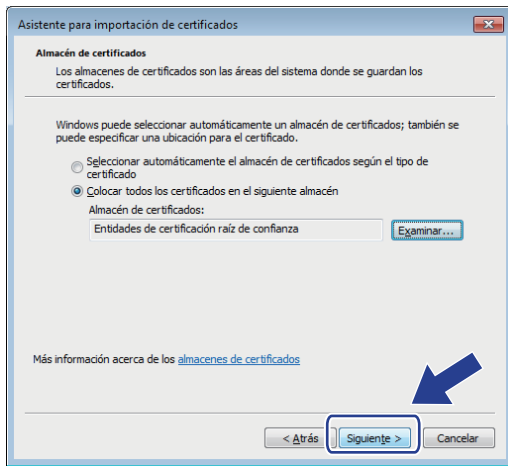 Asistente para importación de certificados
Almacén de certificados
Los almacenes de certificados son las áreas del sistema donde se guardan los
certificados.
Windows puede seleccionar automáticamente un almacén de certificados; también se
puede especificar una ubicación para el certificado.
Seleccionar automáticamente el almacén de certificados según el tipo de
certificado
Colocar todos los certificados en el siguiente almacén
Almacén de certificados:
Entidades de certificación raíz de confianza
Examinar...
Más información acerca de los almacenes de certificados
< Atrás
Siguiente >
Cancelar